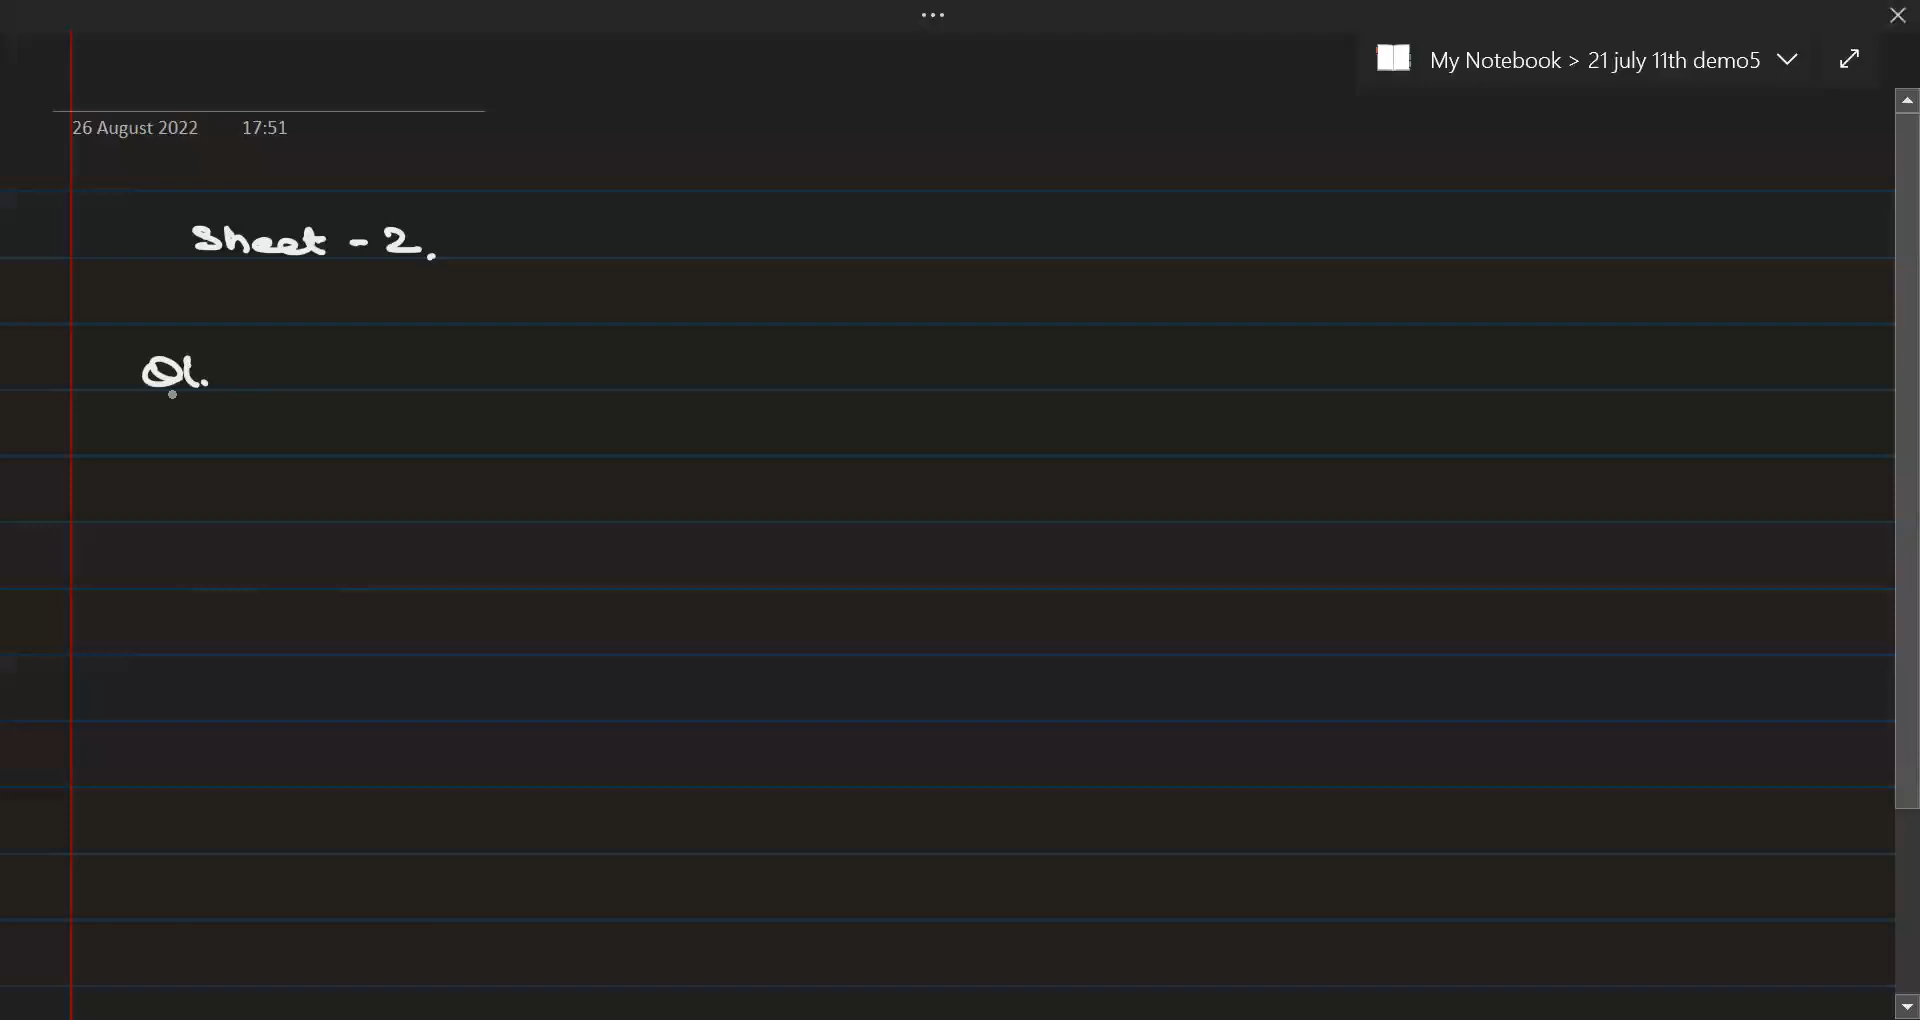 ...
My Notebook > 21 july 11th demo5
26 August 2022 17:51
Sheet - 2.
Q1.